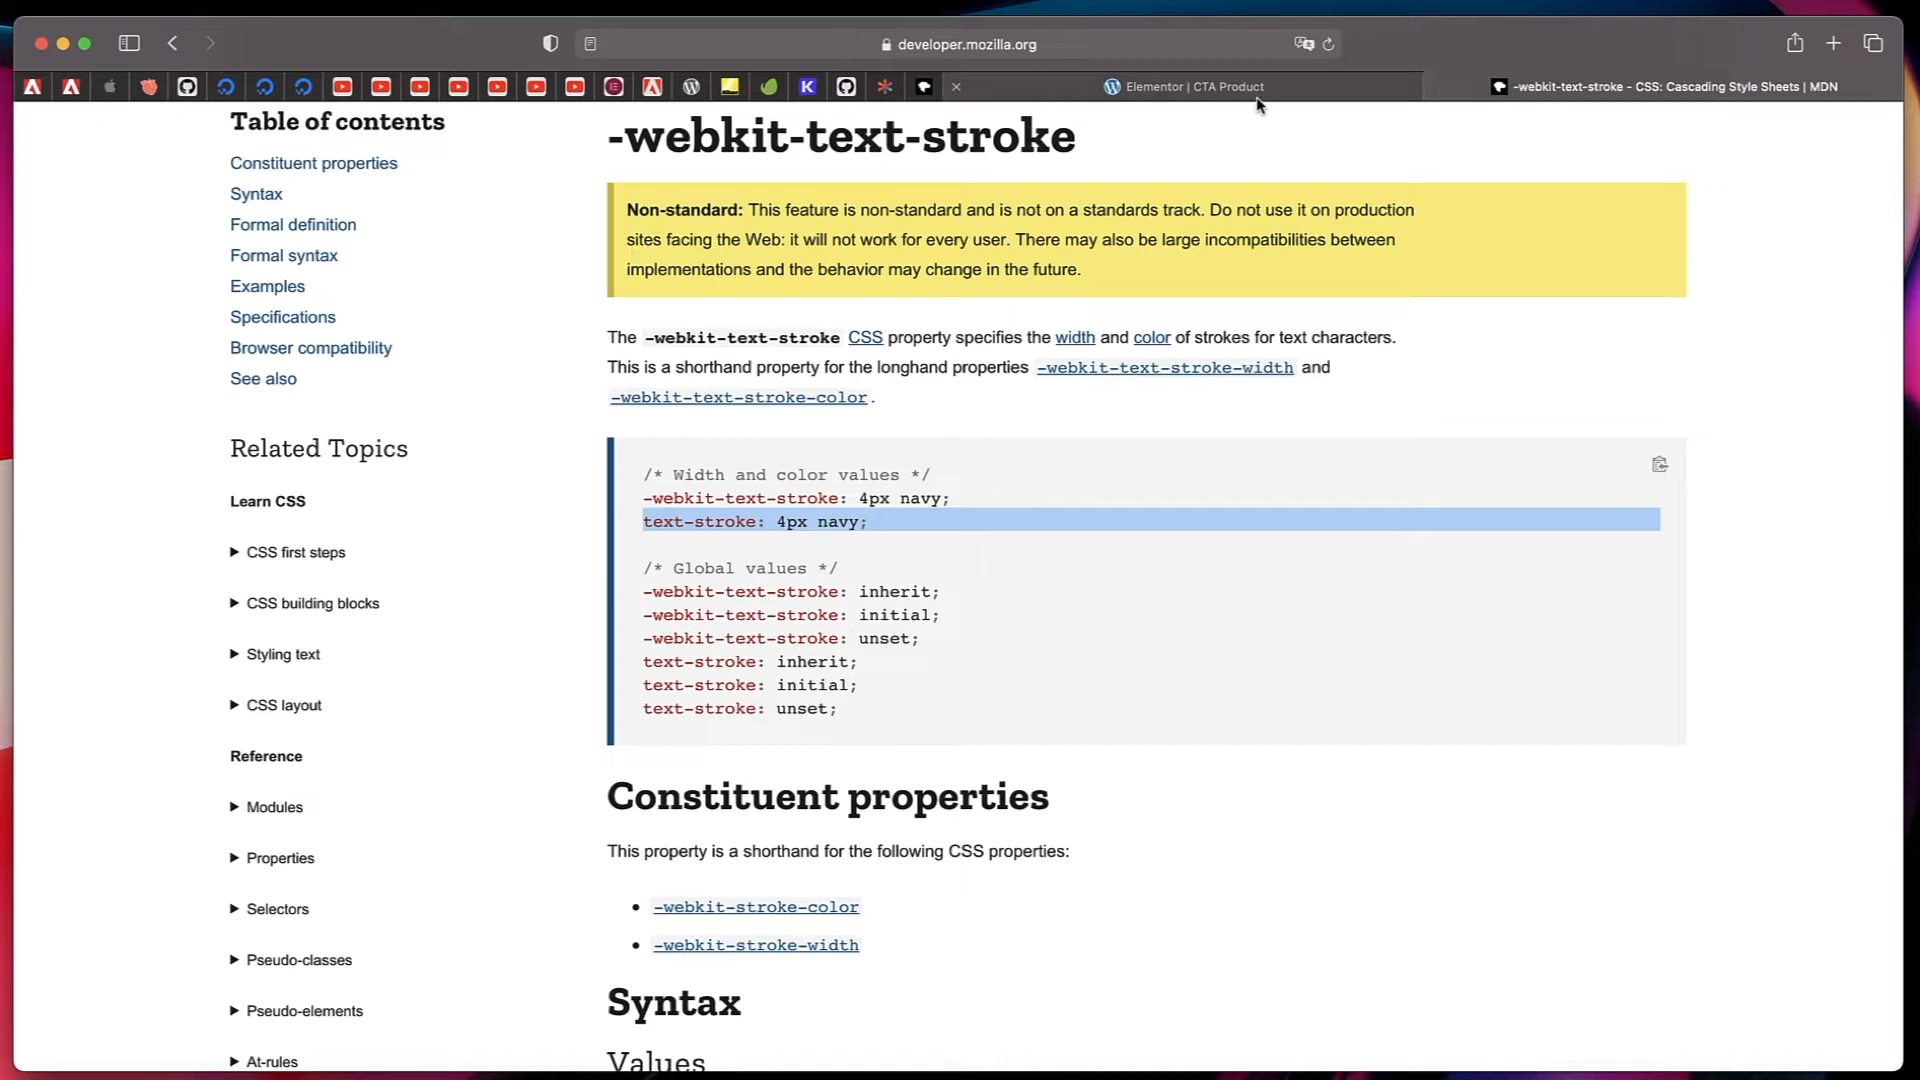 developer.mozilla.org
Elementor | CTA Product
-webkit-text-stroke - CSS: Cascading Style Sheets | MDN
Table of contents
Constituent properties
Syntax
Formal definition
Formal syntax
Examples
Specifications
Browser compatibility
See also
Related Topics
Learn CSS
CSS first steps
CSS building blocks
Styling text
CSS layout
Reference
Modules
Properties
Selectors
Pseudo-classes
Pseudo-elements
At-rules
-webkit-text-stroke
Non-standard: This feature is non-standard and is not on a standards track. Do not use it on production
sites facing the Web: it will not work for every user. There may also be large incompatibilities between
implementations and the behavior may change in the future.
The -webkit-text-stroke CSS property specifies the width and color of strokes for text characters.
This is a shorthand property for the longhand properties -webkit-text-stroke-width and
-webkit-text-stroke-color.
/* Width and color values */
-webkit-text-stroke: 4px navy;
text-stroke: 4px navy;
/* Global values */
-webkit-text-stroke: inherit;
-webkit-text-stroke: initial;
-webkit-text-stroke: unset;
text-stroke: inherit;
text-stroke: initial;
text-stroke: unset;
Constituent properties
This property is a shorthand for the following CSS properties:
-webkit-stroke-color
-webkit-stroke-width
Syntax
Values